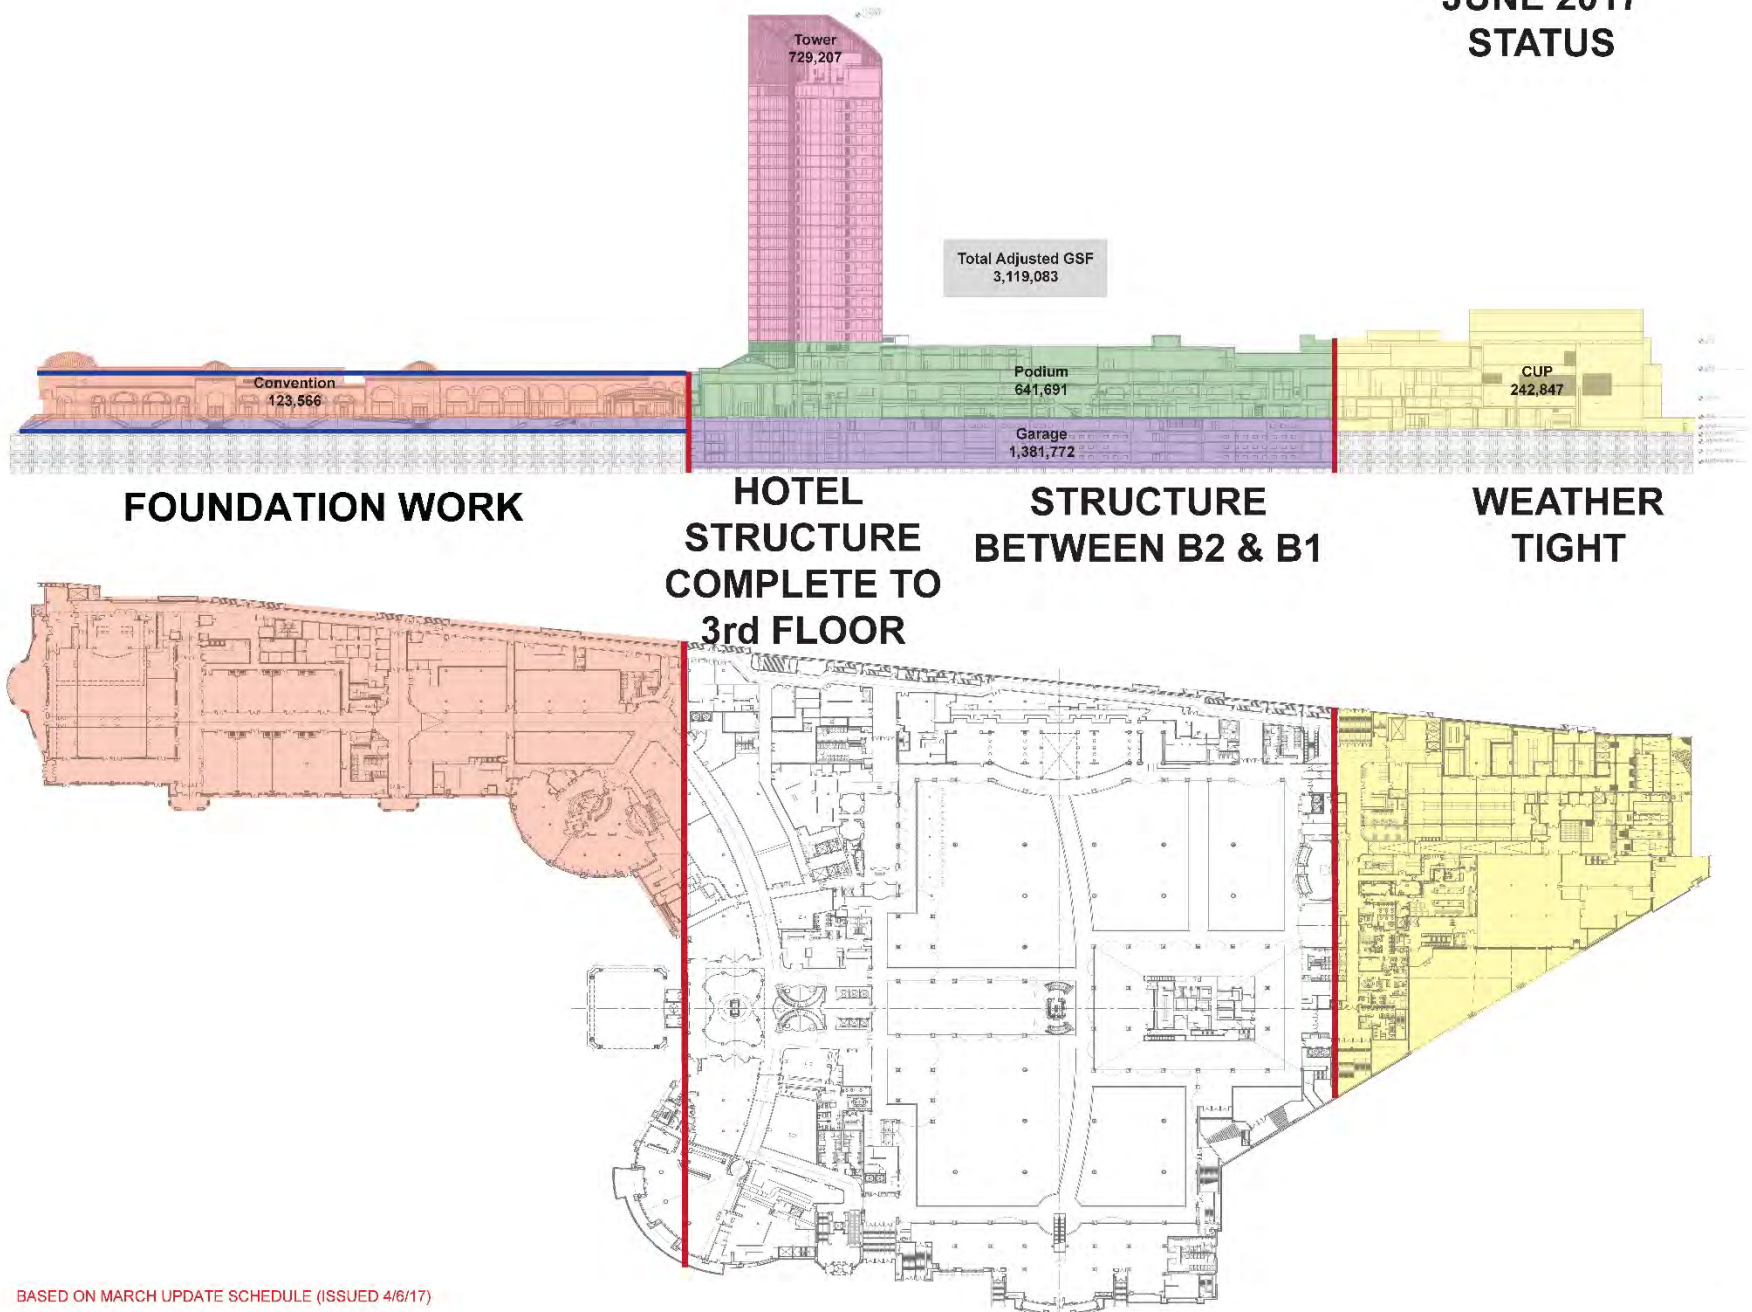 JUNE 2017
STATUS
Tower
729,207
Total Adjusted GSF
3,119,083
Convention
123,566
Podium
641,691
CUP
242,847
Garage
1,381,772
FOUNDATION WORK
HOTEL
STRUCTURE
COMPLETE TO
3rd FLOOR
STRUCTURE
BETWEEN B2 & B1
WEATHER
TIGHT
BASED ON MARCH UPDATE SCHEDULE (ISSUED 4/6/17)